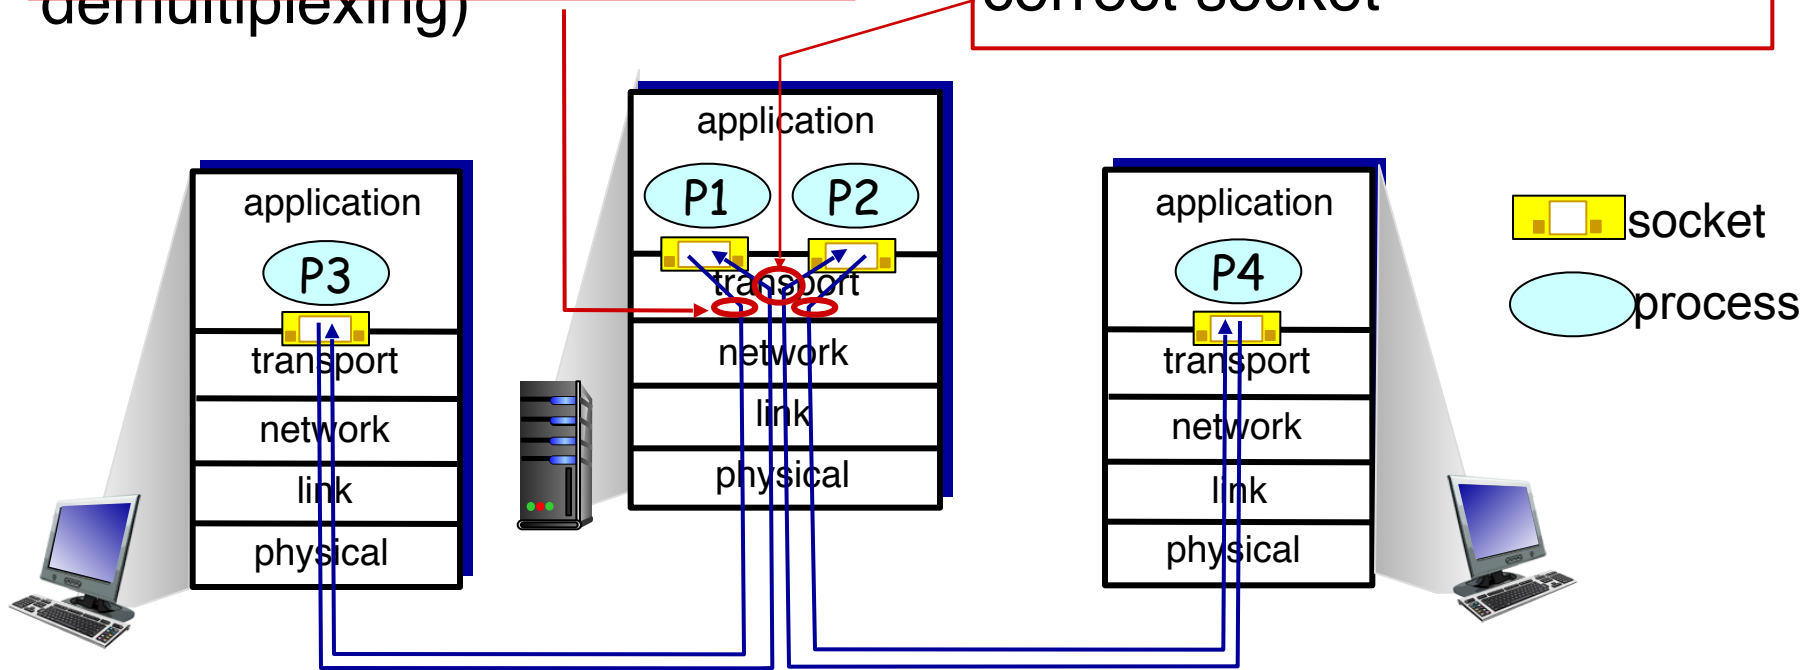 demultiplexing)
correct socket
application
P1
P2
transport
network
link
physical
application
P3
transport
network
link
physical
application
P4
transport
network
link
physical
socket
process